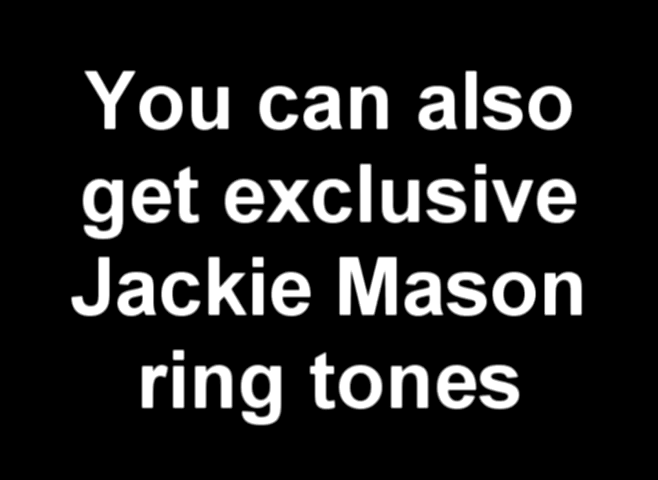 You can also
get exclusive
Jackie Mason
ring tones